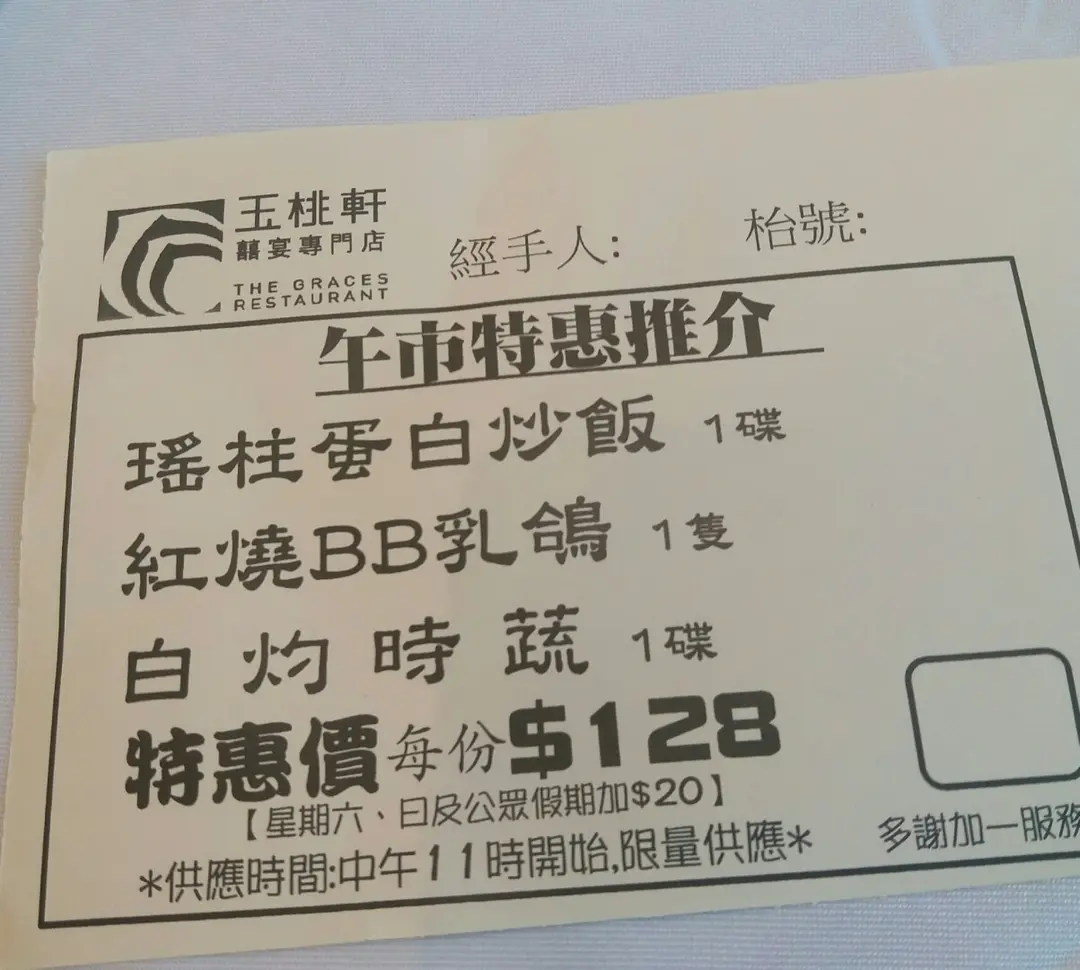 玉桃軒
囍宴專門店
THE GRACES
RESTAURANT
經手人:
枱號:
午市特惠推介
瑤柱蛋白炒飯 1碟
紅燒BB乳鴿 1隻
白灼時蔬 1碟
特惠價每份$128
【星期六、日及公眾假期加$20】
*供應時間:中午11時開始,限量供應*
多謝加一服務